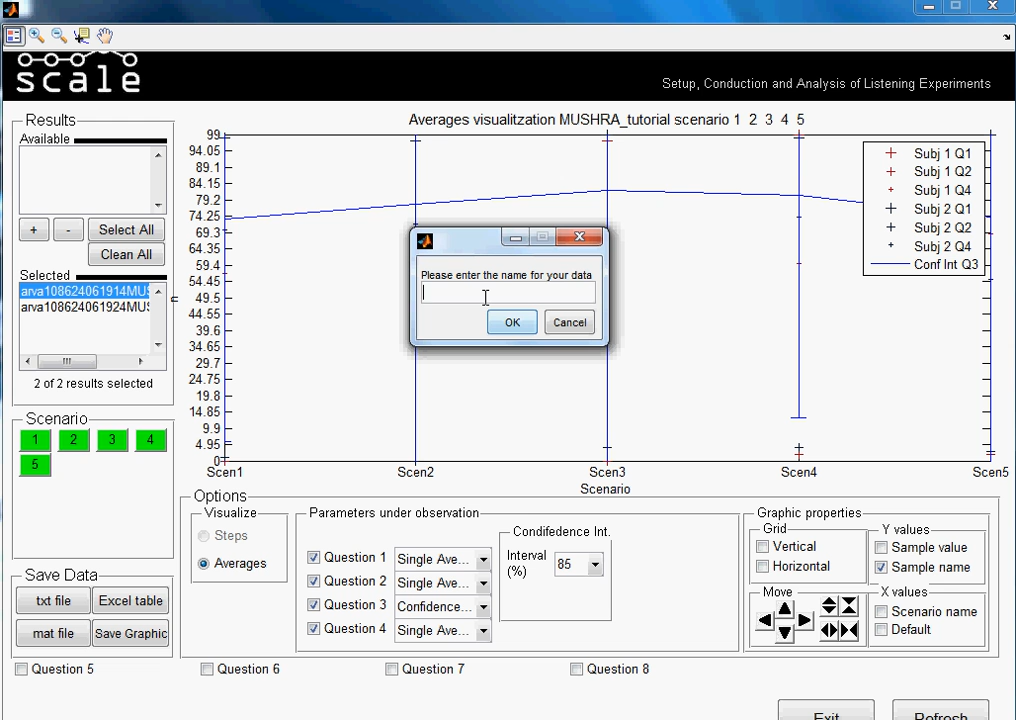 scale
Setup, Conduction and Analysis of Listening Experiments
Results
Available
+ - Select All
Clean All
Selected
arva108624061914MUS
arva108624061924MUS
2 of 2 results selected
Scenario
1 2 3 4
5
Save Data
txt file Excel table
mat file Save Graphic
Averages visualitzation MUSHRA_tutorial scenario 1 2 3 4 5
99
94.05
89.1
84.15
79.2
74.25
69.3
64.35
59.4
54.45
49.5
44.55
39.6
34.65
29.7
24.75
19.8
14.85
9.9
4.95
0
Scen1 Scen2 Scen3 Scen4 Scen5
Scenario
Subj 1 Q1
Subj 1 Q2
Subj 1 Q4
Subj 2 Q1
Subj 2 Q2
Subj 2 Q4
Conf Int Q3
Please enter the name for your data
OK Cancel
Options
Visualize
Steps
Averages
Parameters under observation
Question 1 Single Ave...
Question 2 Single Ave...
Question 3 Confidence...
Question 4 Single Ave...
Condifedence Int.
Interval
(%)
85
Graphic properties
Grid
Vertical
Horizontal
Y values
Sample value
Sample name
Move
X values
Scenario name
Default
Question 5 Question 6 Question 7 Question 8
Exit Refresh